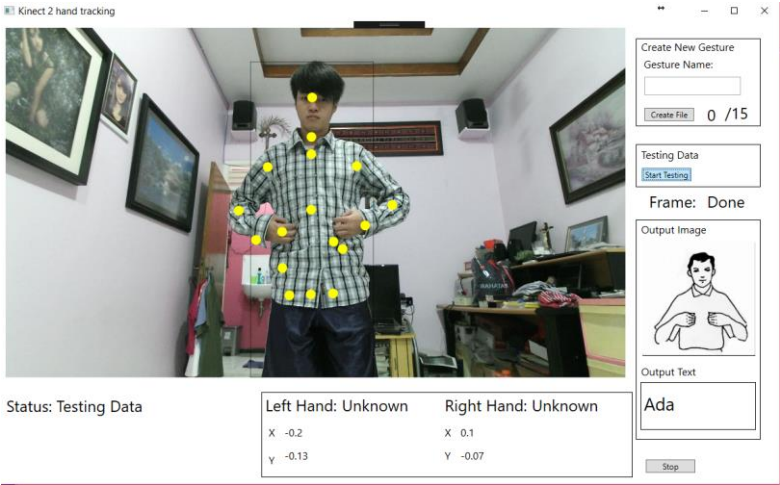 Kinect 2 hand tracking
Create New Gesture
Gesture Name:
Create File 0 /15
Testing Data
Start Testing
Frame: Done
Output Image
Output Text
Ada
Status: Testing Data
Left Hand: Unknown
X -0.2
Y -0.13
Right Hand: Unknown
X 0.1
Y -0.07
Stop